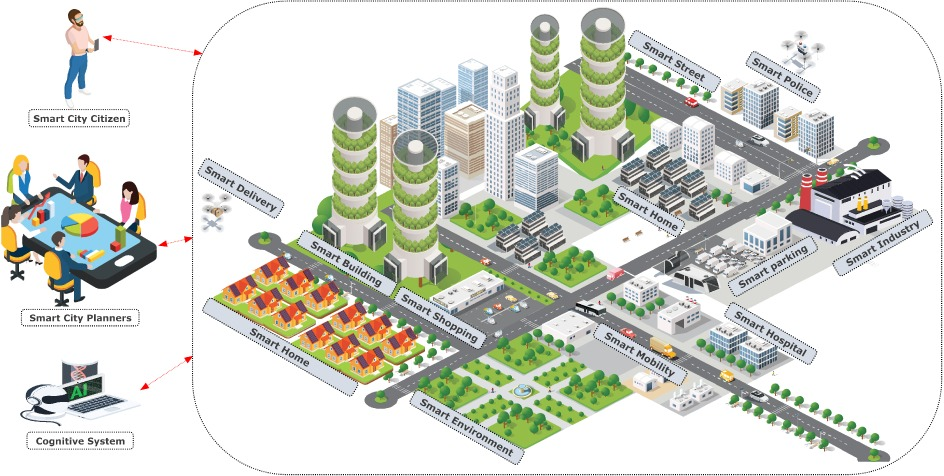 Smart Street
Smart Police
Smart City Citizen
Smart Delivery
Smart Home
Smart Industry
Smart parking
Smart Building
Smart Shopping
Smart City Planners
Smart Home
Smart Mobility
Smart Hospital
AI
Smart Environment
Cognitive System